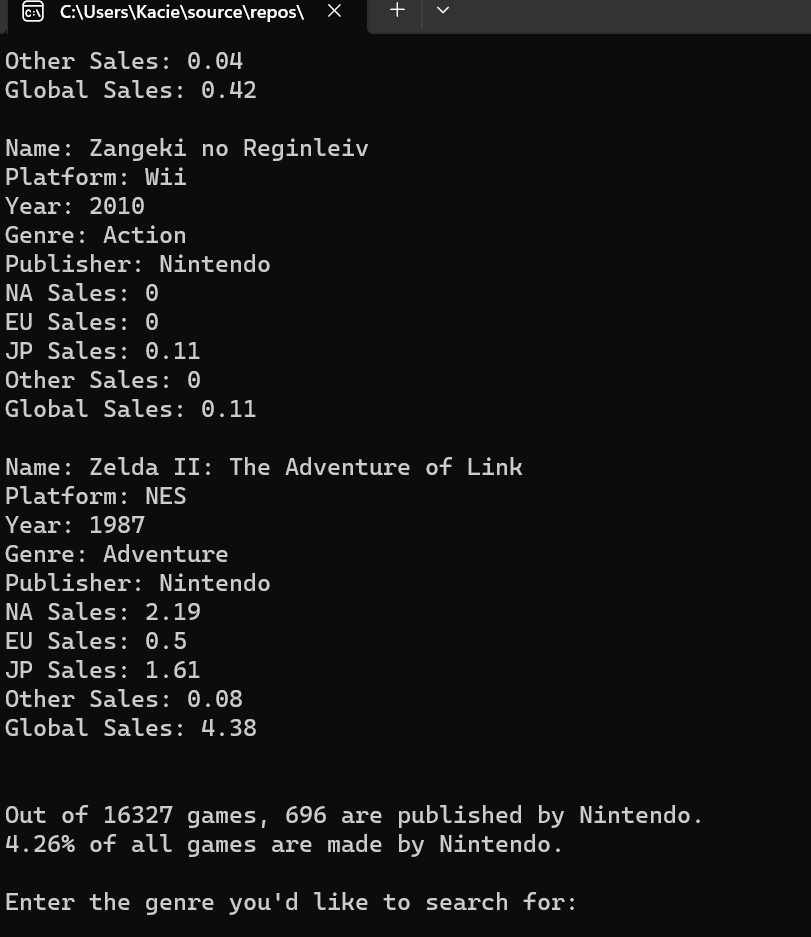 C:\Users\Kacie\source\repos\
Other Sales: 0.04
Global Sales: 0.42
Name: Zangeki no Reginleiv
Platform: Wii
Year: 2010
Genre: Action
Publisher: Nintendo
NA Sales: 0
EU Sales: 0
JP Sales: 0.11
Other Sales: 0
Global Sales: 0.11
Name: Zelda II: The Adventure of Link
Platform: NES
Year: 1987
Genre: Adventure
Publisher: Nintendo
NA Sales: 2.19
EU Sales: 0.5
JP Sales: 1.61
Other Sales: 0.08
Global Sales: 4.38
Out of 16327 games, 696 are published by Nintendo.
4.26% of all games are made by Nintendo.
Enter the genre you'd like to search for: